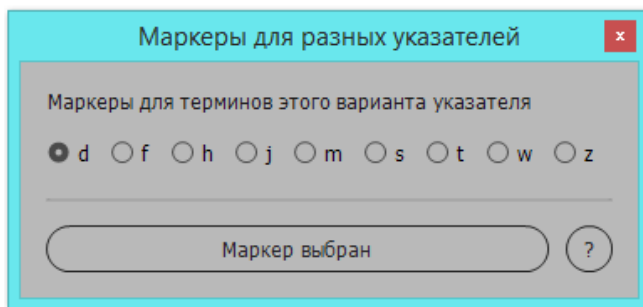 Маркеры для разных указателей x
Маркеры для терминов этого варианта указателя
d f h j m s t w z
Маркер выбран ?